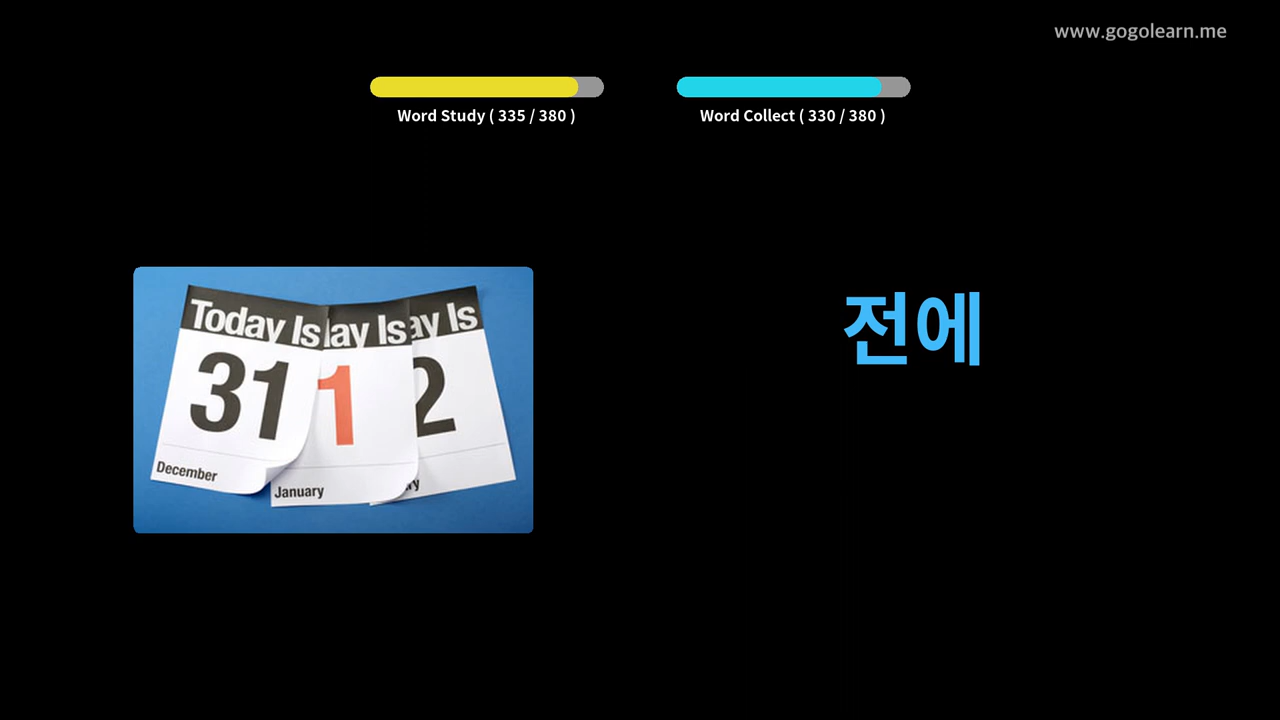 www.gogolearn.me
Word Study ( 335 / 380 )
Word Collect ( 330 / 380 )
Today Is
ay Is
ay Is
31
1
2
December
January
전에